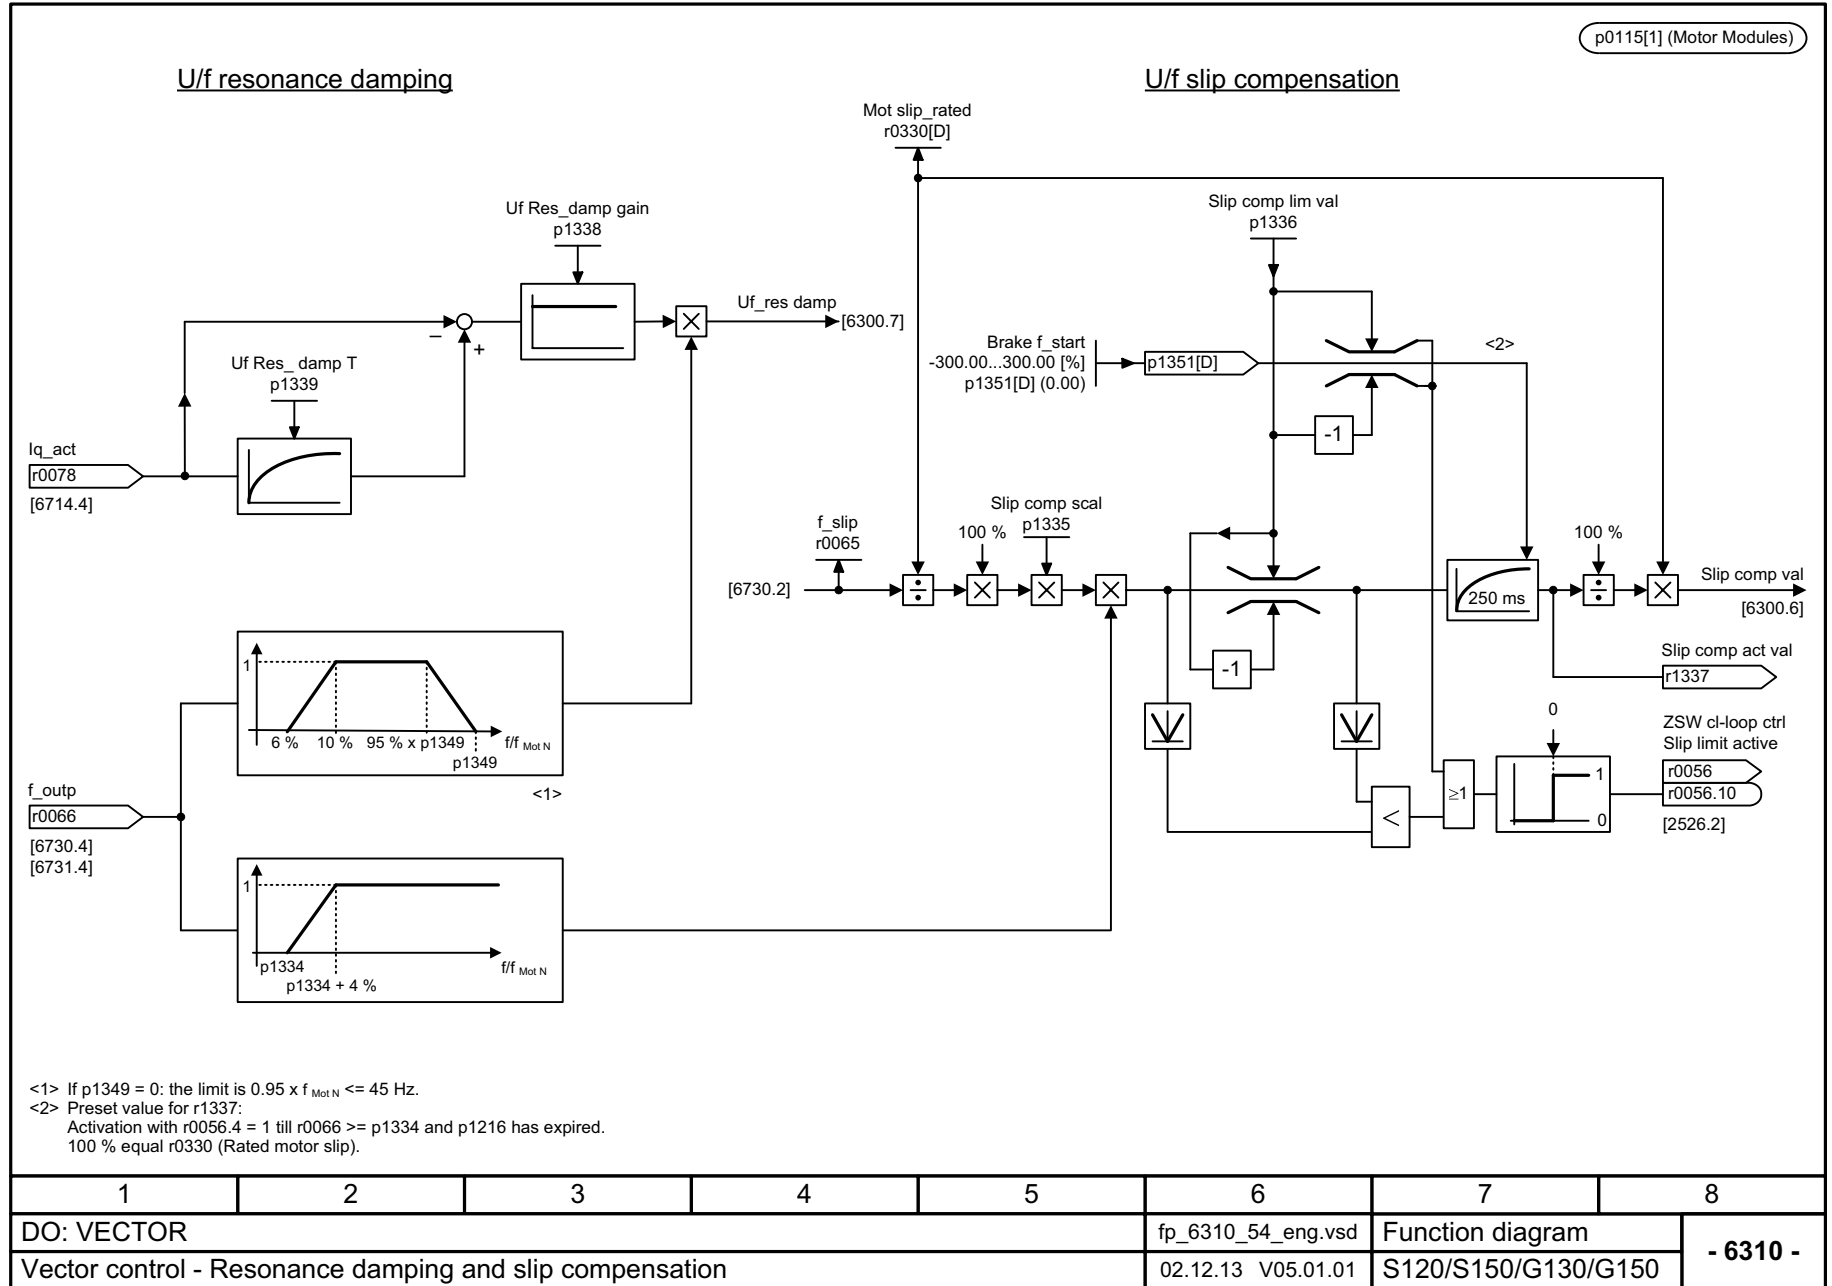 p0115[1] (Motor Modules)
U/f resonance damping
U/f slip compensation
Mot slip_rated
r0330[D]
Uf Res_damp gain
p1338
Slip comp lim val
p1336
Uf_res damp
[6300.7]
–
+
Uf Res_ damp T
p1339
Brake f_start
-300.00...300.00 [%]
p1351[D] (0.00)
p1351[D]
<2>
-1
Iq_act
r0078
[6714.4]
f_slip
r0065
[6730.2]
÷
100 %
Slip comp scal
p1335
250 ms
100 %
÷
Slip comp val
[6300.6]
-1
Slip comp act val
r1337
1
6 %
10 %
95 % x p1349
f/f Mot N
p1349
<1>
0
ZSW cl-loop ctrl
Slip limit active
r0056
r0056.10
[2526.2]
<
≥1
1
0
f_outp
r0066
[6730.4]
[6731.4]
1
p1334
p1334 + 4 %
f/f Mot N
<1> If p1349 = 0: the limit is 0.95 x f Mot N <= 45 Hz.
<2> Preset value for r1337:
Activation with r0056.4 = 1 till r0066 >= p1334 and p1216 has expired.
100 % equal r0330 (Rated motor slip).
1 2 3 4 5 6 7 8
DO: VECTOR
fp_6310_54_eng.vsd
Function diagram
- 6310 -
Vector control - Resonance damping and slip compensation
02.12.13 V05.01.01
S120/S150/G130/G150